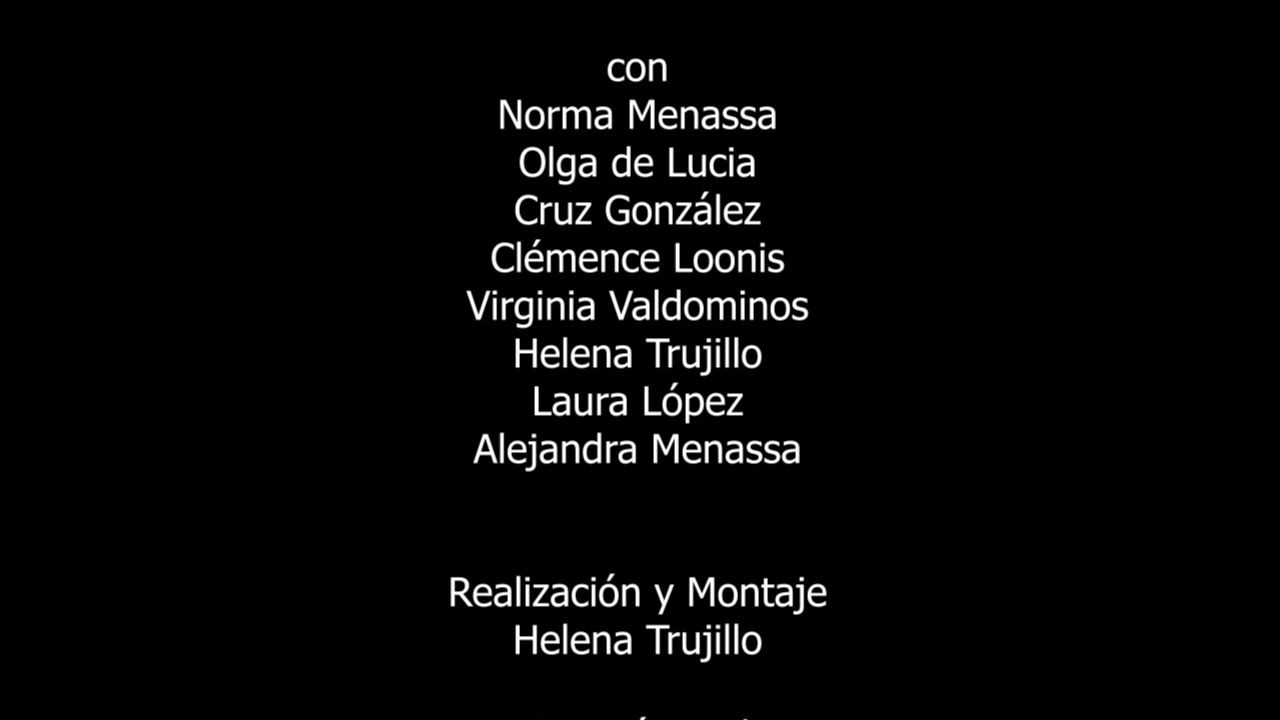 con
Norma Menassa
Olga de Lucia
Cruz González
Clémence Loonis
Virginia Valdominos
Helena Trujillo
Laura López
Alejandra Menassa
Realización y Montaje
Helena Trujillo